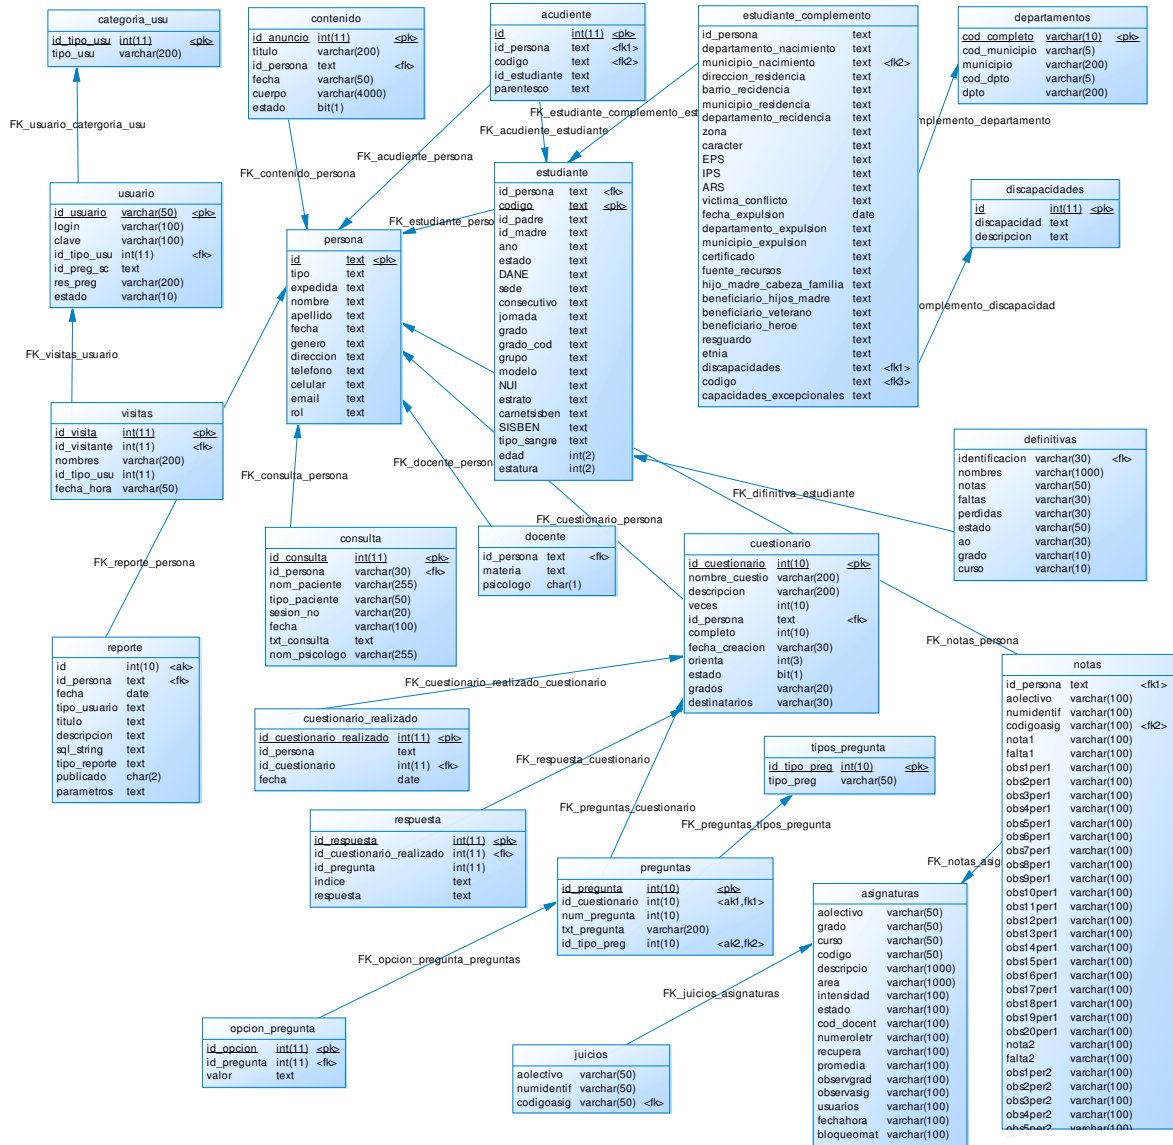 categoria_usu
id_tipo_usu int(11) <pk>
tipo_usu varchar(200)
contenido
id_anuncio int(11) <pk>
titulo varchar(200)
id_persona text <fk>
fecha varchar(50)
cuerpo varchar(4000)
estado bit(1)
acudiente
id int(11) <pk>
id_persona text <fk1>
codigo text <fk2>
id_estudiante text
parentesco text
estudiante_complemento
id_persona text
departamento_nacimiento text
municipio_nacimiento text <fk2>
direccion_residencia text
barrio_recidencia text
municipio_residencia text
departamento_recidencia text
zona text
caracter text
EPS text
IPS text
ARS text
victima_conflicto text
fecha_expulsion date
departamento_expulsion text
municipio_expulsion text
certificado text
fuente_recursos text
hijo_madre_cabeza_familia text
beneficiario_hijos_madre text
beneficiario_veterano text
beneficiario_heroe text
resguardo text
etnia text
discapacidades text <fk1>
codigo text <fk3>
capacidades_excepcionales text
departamentos
cod_completo varchar(10) <pk>
cod_municipio varchar(5)
municipio varchar(200)
cod_dpto varchar(5)
dpto varchar(200)
FK_usuario_catergoria_usu
FK_estudiante_complemento_est
FK_acudiente_estudiante
mplemento_departamento
FK_acudiente_persona
FK_contenido_persona
usuario
id_usuario varchar(50) <pk>
login varchar(100)
clave varchar(100)
id_tipo_usu int(11) <fk>
id_preg_sc text
res_preg varchar(200)
estado varchar(10)
estudiante
id_persona text <fk>
codigo text <pk>
id_padre text
id_madre text
ano text
estado text
DANE text
sede text
consecutivo text
jornada text
grado text
grado_cod text
grupo text
modelo text
NUI text
estrato text
carnetsisben text
SISBEN text
tipo_sangre text
edad int(2)
estatura int(2)
discapacidades
id int(11) <pk>
discapacidad text
descripcion text
FK_estudiante_perso
persona
id text <pk>
tipo text
expedida text
nombre text
apellido text
fecha text
genero text
direccion text
telefono text
celular text
email text
rol text
omplemento_discapacidad
FK_visitas_usuario
visitas
id_visita int(11) <pk>
id_visitante int(11) <fk>
nombres varchar(200)
id_tipo_usu int(11)
fecha_hora varchar(50)
definitivas
identificacion varchar(30) <fk>
nombres varchar(1000)
notas varchar(50)
faltas varchar(30)
perdidas varchar(30)
estado varchar(50)
ao varchar(30)
grado varchar(10)
curso varchar(10)
FK_docente_persona
FK_consulta_persona
FK_difinitiva_estudiante
FK_cuestionario_persona
FK_reporte_persona
consulta
id_consulta int(11) <pk>
id_persona varchar(30) <fk>
nom_paciente varchar(255)
tipo_paciente varchar(50)
sesion_no varchar(20)
fecha varchar(100)
txt_consulta text
nom_psicologo varchar(255)
docente
id_persona text <fk>
materia text
psicologo char(1)
cuestionario
id_cuestionario int(10) <pk>
nombre_cuestio varchar(200)
descripcion varchar(200)
veces int(10)
id_persona text <fk>
completo int(10)
fecha_creacion varchar(30)
orienta int(3)
estado bit(1)
grados varchar(20)
destinatarios varchar(30)
FK_notas_persona
reporte
id int(10) <ak>
id_persona text <fk>
fecha date
tipo_usuario text
titulo text
descripcion text
sql_string text
tipo_reporte text
publicado char(2)
parametros text
FK_cuestionario_realizado_cuestionario
cuestionario_realizado
id_cuestionario_realizado int(11) <pk>
id_persona text
id_cuestionario int(11) <fk>
fecha date
notas
id_persona text <fk1>
aolectivo varchar(100)
numidentif varchar(100)
codigoasig varchar(100) <fk2>
nota1 varchar(100)
falta1 varchar(100)
obs1per1 varchar(100)
obs2per1 varchar(100)
obs3per1 varchar(100)
obs4per1 varchar(100)
obs5per1 varchar(100)
obs6per1 varchar(100)
obs7per1 varchar(100)
obs8per1 varchar(100)
obs9per1 varchar(100)
obs10per1 varchar(100)
obs11per1 varchar(100)
obs12per1 varchar(100)
obs13per1 varchar(100)
obs14per1 varchar(100)
obs15per1 varchar(100)
obs16per1 varchar(100)
obs17per1 varchar(100)
obs18per1 varchar(100)
obs19per1 varchar(100)
obs20per1 varchar(100)
nota2 varchar(100)
falta2 varchar(100)
obs1per2 varchar(100)
obs2per2 varchar(100)
obs3per2 varchar(100)
obs4per2 varchar(100)
obs5per2 varchar(100)
FK_respuesta_cuestionario
tipos_pregunta
id_tipo_preg int(10) <pk>
tipo_preg varchar(50)
FK_preguntas_cuestionario
FK_preguntas_tipos_pregunta
respuesta
id_respuesta int(11) <pk>
id_cuestionario_realizado int(11) <fk>
id_pregunta int(11)
indice text
respuesta text
preguntas
id_pregunta int(10) <pk>
id_cuestionario int(10) <ak1,fk1>
num_pregunta int(10)
txt_pregunta varchar(200)
id_tipo_preg int(10) <ak2,fk2>
FK_notas_asig
asignaturas
aolectivo varchar(50)
grado varchar(50)
curso varchar(50)
codigo varchar(50)
descripcio varchar(1000)
area varchar(1000)
intensidad varchar(100)
estado varchar(100)
cod_docent varchar(100)
numeroletr varchar(100)
recupera varchar(100)
promedia varchar(100)
observgrad varchar(100)
observasig varchar(100)
usuarios varchar(100)
fechahora varchar(100)
bloqueomat varchar(100)
FK_opcion_pregunta_preguntas
FK_juicios_asignaturas
opcion_pregunta
id_opcion int(11) <pk>
id_pregunta int(11) <fk>
valor text
juicios
aolectivo varchar(50)
numidentif varchar(50)
codigoasig varchar(50) <fk>